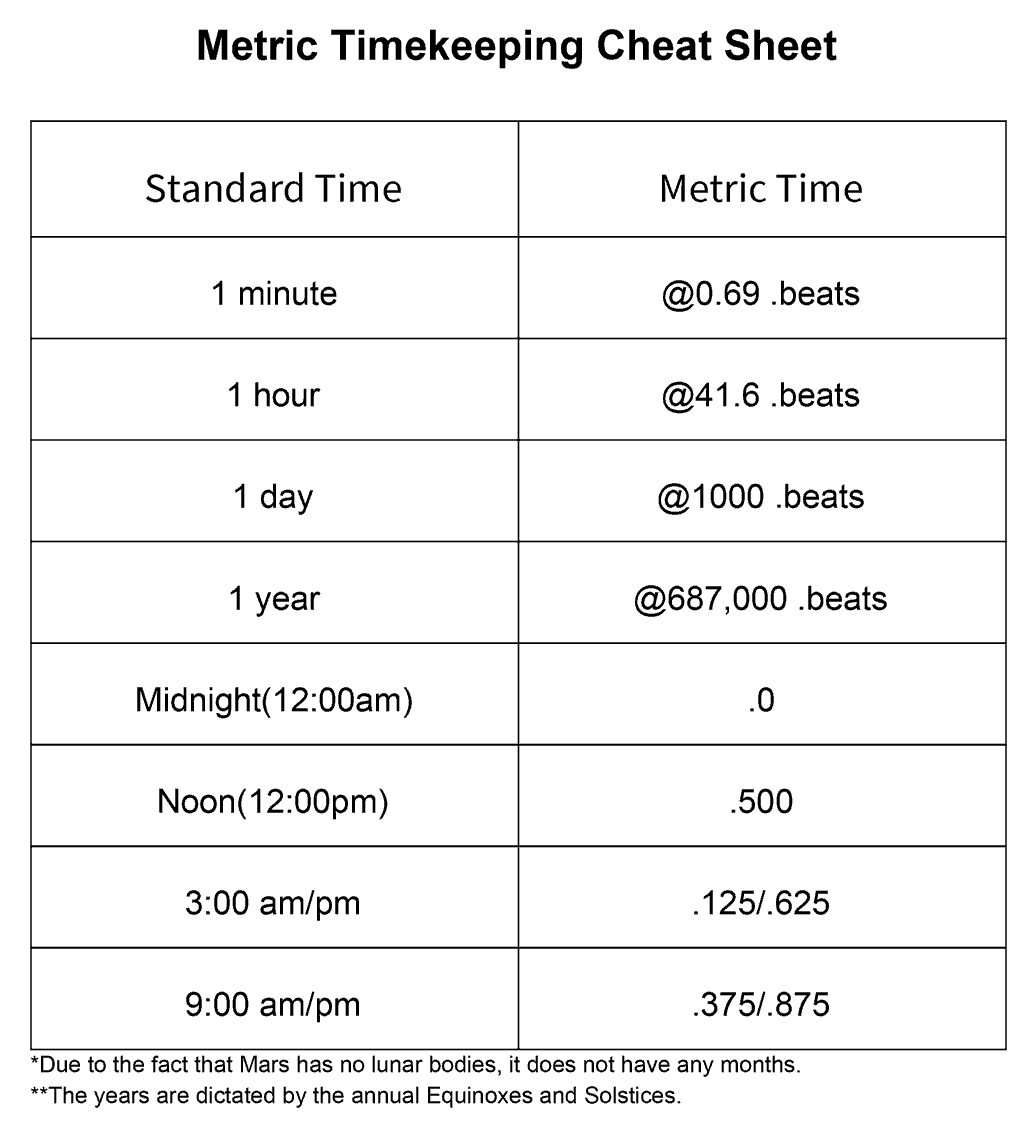 Metric Timekeeping Cheat Sheet
Standard Time
Metric Time
1 minute
@0.69 .beats
1 hour
@41.6 .beats
1 day
@1000 .beats
1 year
@687,000 .beats
Midnight(12:00am)
.0
Noon(12:00pm)
.500
3:00 am/pm
.125/.625
9:00 am/pm
.375/.875
*Due to the fact that Mars has no lunar bodies, it does not have any months.
**The years are dictated by the annual Equinoxes and Solstices.